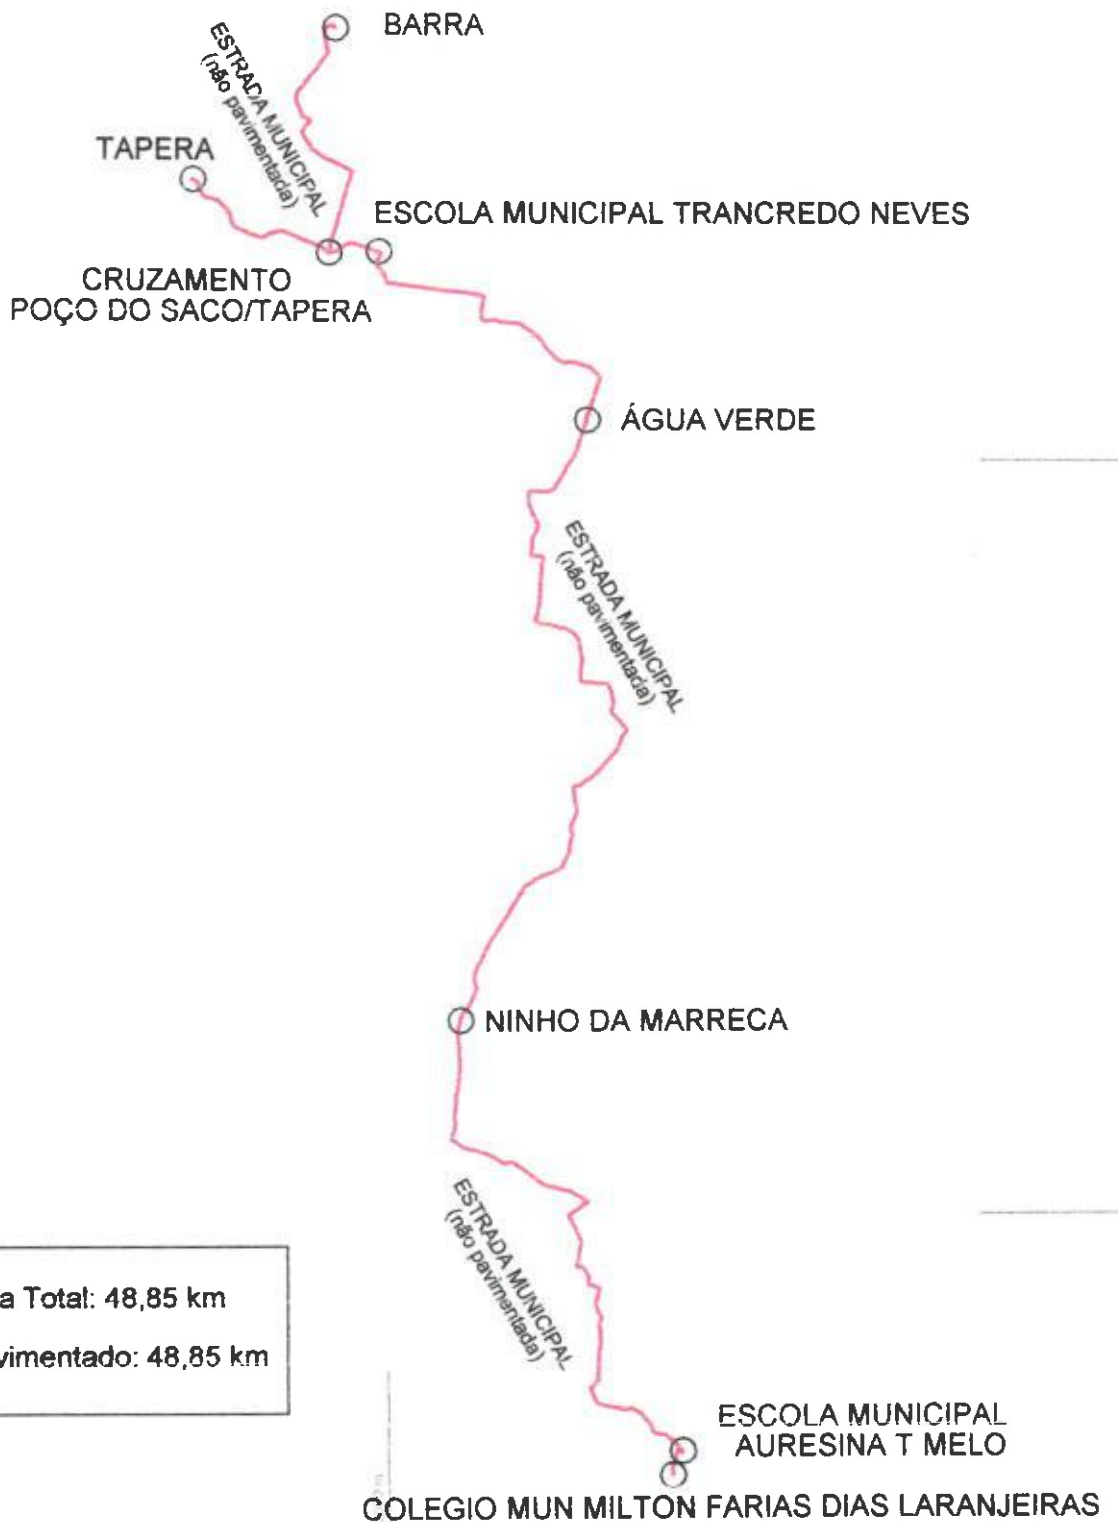 BARRA
ESTRADA MUNICIPAL
(não pavimentada)
TAPERA
ESCOLA MUNICIPAL TRANCREDO NEVES
CRUZAMENTO
POÇO DO SACO/TAPERA
ÁGUA VERDE
ESTRADA MUNICIPAL
(não pavimentada)
NINHO DA MARRECA
ESTRADA MUNICIPAL
(não pavimentada)
a Total: 48,85 km
vimentado: 48,85 km
ESCOLA MUNICIPAL
AURESINA T MELO
COLEGIO MUN MILTON FARIAS DIAS LARANJEIRAS